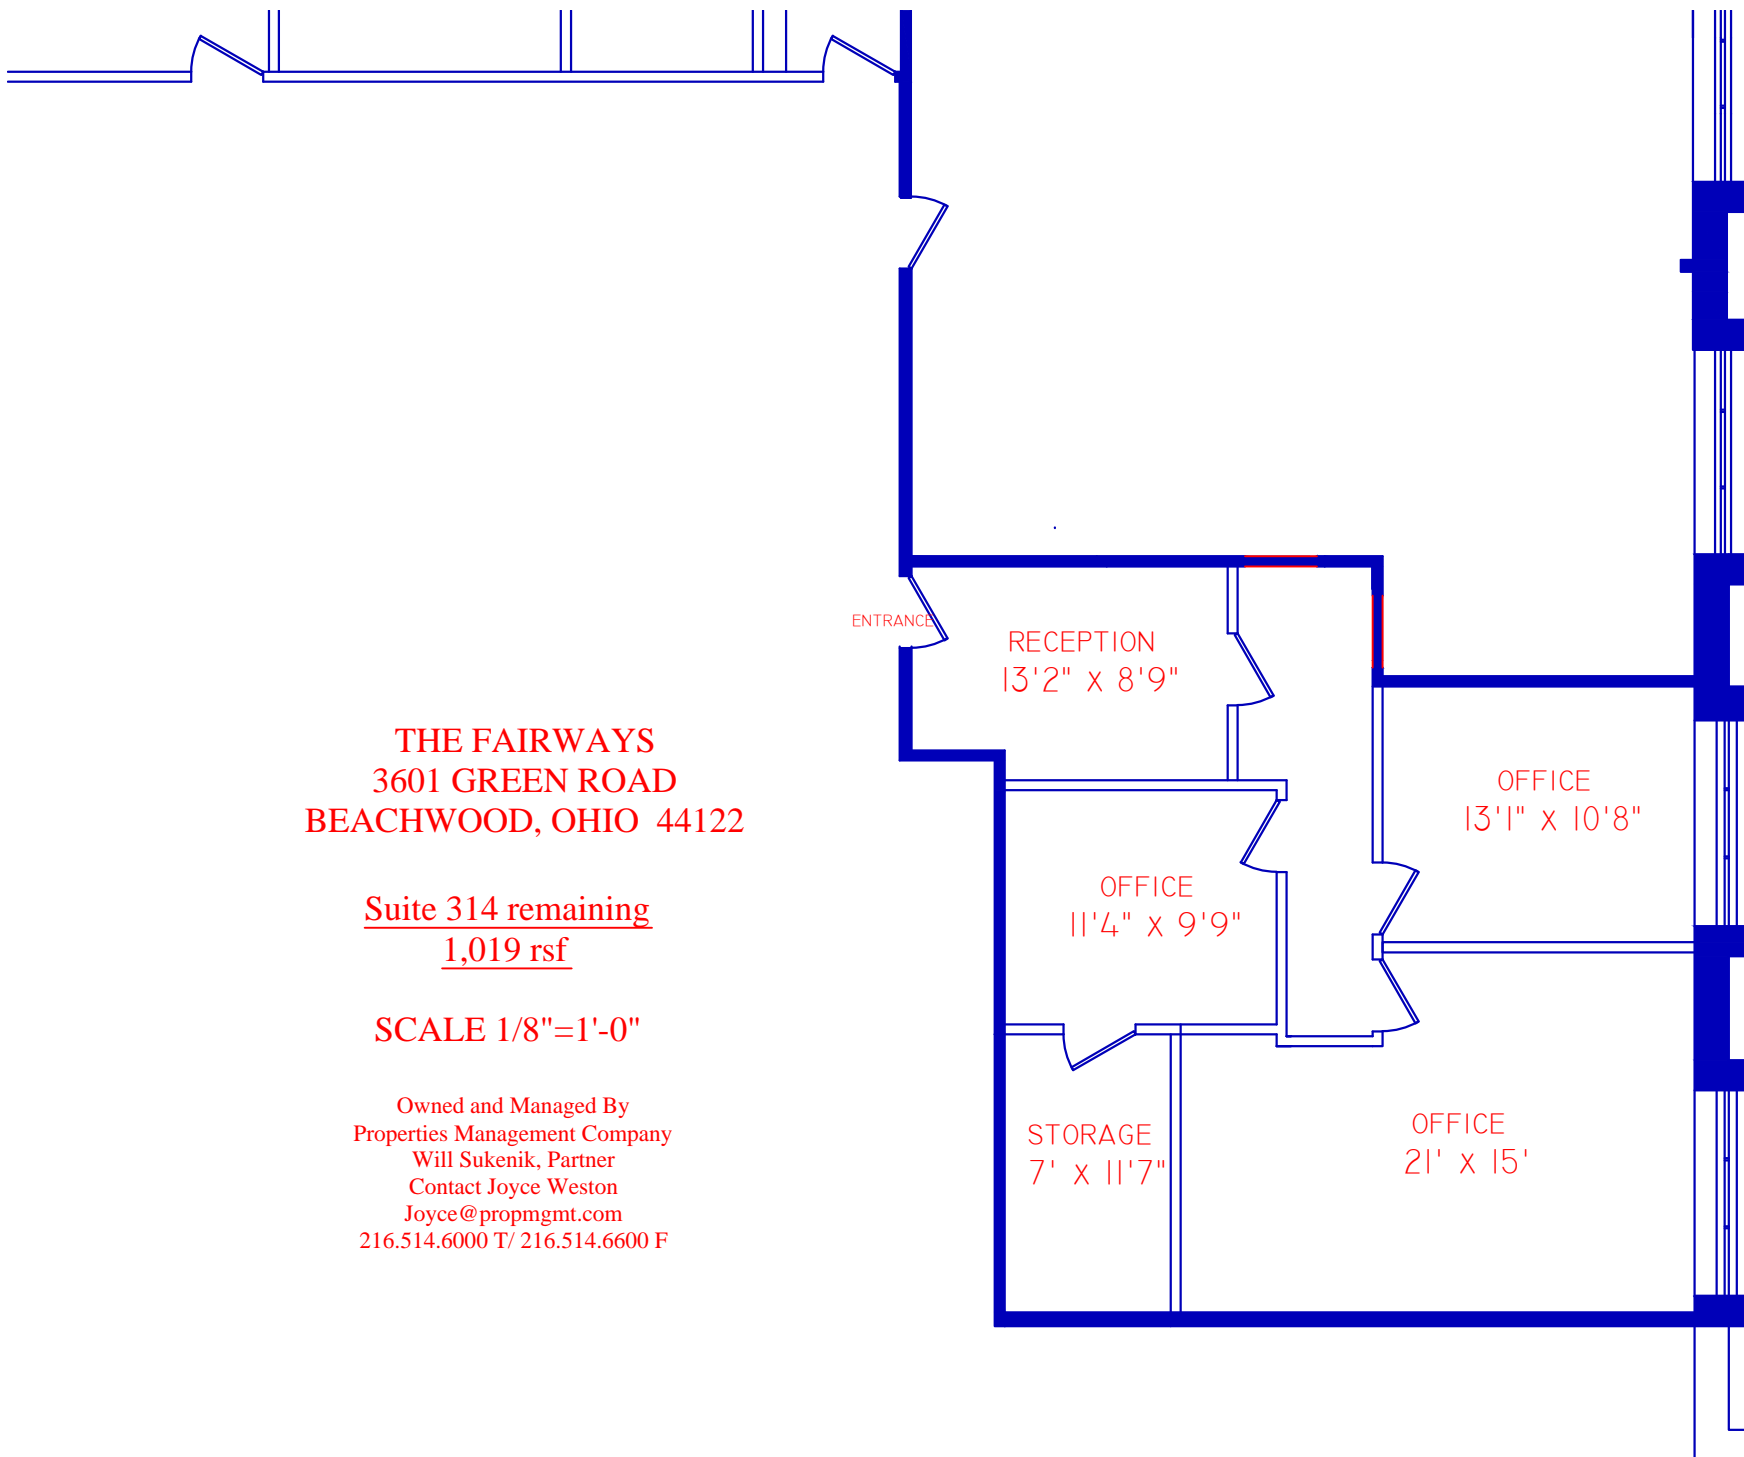 ENTRANCE
RECEPTION
13'2" X 8'9"
THE FAIRWAYS
3601 GREEN ROAD
BEACHWOOD, OHIO  44122
Suite 314 remaining
1,019 rsf
SCALE 1/8"=1'-0"
Owned and Managed By
Properties Management Company
Will Sukenik, Partner
Contact Joyce Weston
Joyce@propmgmt.com
216.514.6000 T/ 216.514.6600 F
OFFICE
13'1" X 10'8"
OFFICE
11'4" X 9'9"
STORAGE
7' X 11'7"
OFFICE
21' X 15'